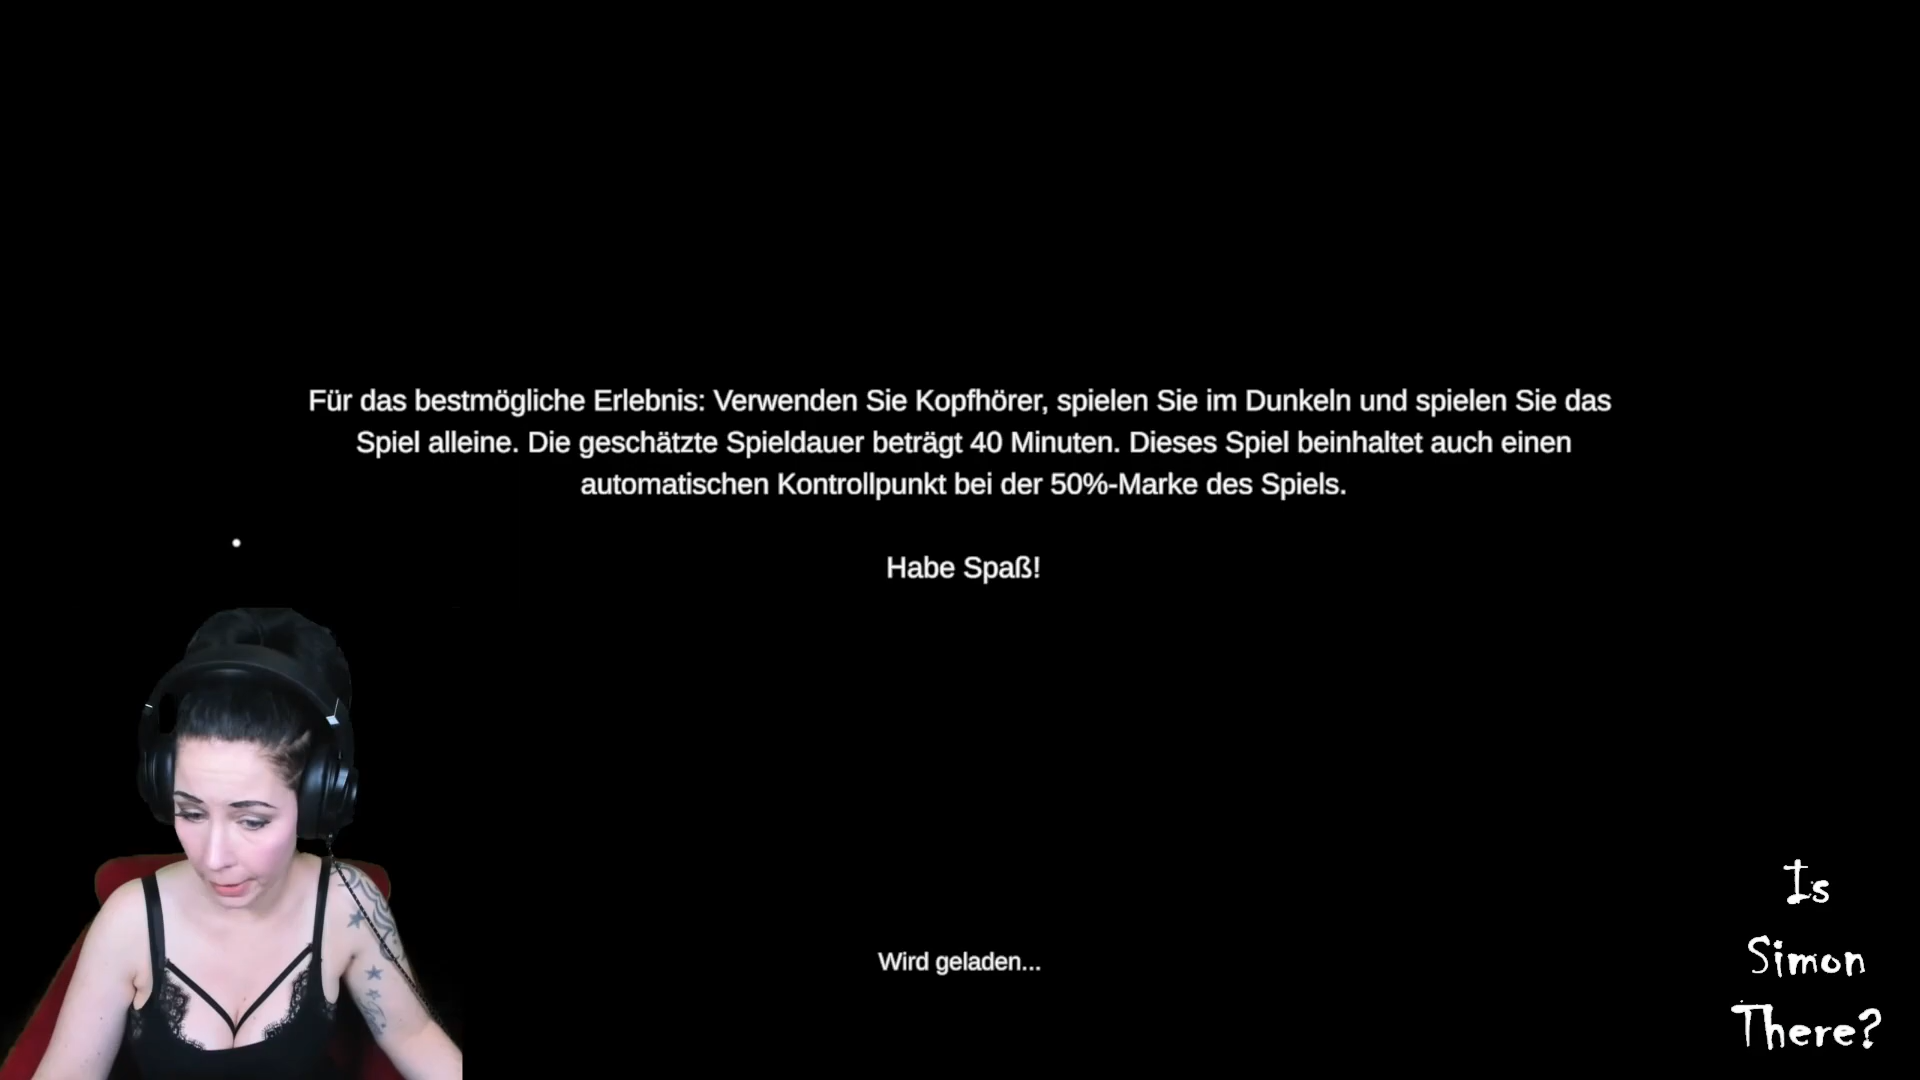 Für das bestmögliche Erlebnis: Verwenden Sie Kopfhörer, spielen Sie im Dunkeln und spielen Sie das
Spiel alleine. Die geschätzte Spieldauer beträgt 40 Minuten. Dieses Spiel beinhaltet auch einen
automatischen Kontrollpunkt bei der 50%-Marke des Spiels.
Habe Spaß!
Wird geladen...
Is
Simon
There?